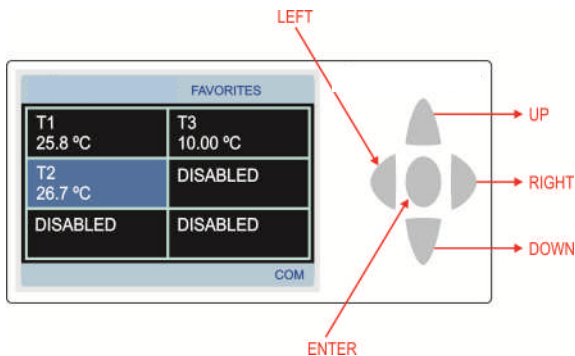 LEFT
FAVORITES
T1
25.8 ºC
T3
10.00 ºC
T2
26.7 ºC
DISABLED
DISABLED
DISABLED
COM
UP
RIGHT
DOWN
ENTER